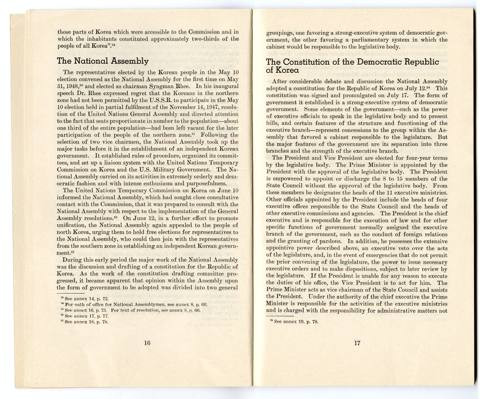 those parts of Korea which were accessible to the Commission and in
which the inhabitants constituted approximately two-thirds of the
people of all Korea".
The National Assembly
The representatives elected by the Korean people in the May 10
election convened as the National Assembly for the first time on May
31, 1948, and elected as chairman Syngman Rhee. In his inaugural
speech Dr. Rhee expressed regret that the Koreans in the northern
zone had not been permitted by the U.S.S.R. to participate in the May
10 election held in partial fulfilment of the November 14, 1947, resolu-
tion of the United Nations General Assembly and directed attention
to the fact that seats proportionate in number to the population—about
one third of the entire population—had been left vacant for the later
participation of the people of the northern zone. Following the
selection of two vice chairmen, the National Assembly took up the
major tasks before it in the establishment of an independent Korean
government. It established rules of procedure, organized its commit-
tees, and set up a liaison system with the United Nations Temporary
Commission on Korea and the U.S. Military Government. The Na-
tional Assembly carried on its activities in extremely orderly and dem-
ocratic fashion and with intense enthusiasm and purposefulness.
The United Nations Temporary Commission on Korea on June 10
informed the National Assembly, which had sought close consultative
contact with the Commission, that it was prepared to consult with the
National Assembly with respect to the implementation of the General
Assembly resolutions. On June 12, in a further effort to promote
unification, the National Assembly again appealed to the people of
north Korea, urging them to hold free elections for representatives to
the National Assembly, who could then join with the representatives
from the southern zone in establishing an independent Korean govern-
ment.
During this early period the major work of the National Assembly
was the discussion and drafting of a constitution for the Republic of
Korea. As the work of the constitution drafting committee pro-
gressed, it became apparent that opinion within the Assembly upon
the form of government to be adopted was divided into two general
See annex 14, p. 72.
For oath of office for National Assemblymen, see annex 8, p. 60.
See annex 16, p. 75. For text of resolution, see annex 5, p. 66.
See annex 17, p. 77.
See annex 18, p. 78.
16
groupings, one favoring a strong-executive system of democratic gov-
ernment, the other favoring a parliamentary system in which the
cabinet would be responsible to the legislative body.
The Constitution of the Democratic Republic
of Korea
After considerable debate and discussion the National Assembly
adopted a constitution for the Republic of Korea on July 12. This
constitution was signed and promulgated on July 17. The form of
government it established is a strong-executive system of democratic
government. Some elements of the government—such as the power
of executive officials to speak in the legislative body and to present
bills, and certain features of the structure and functioning of the
executive branch—represent concessions to the group within the As-
sembly that favored a cabinet responsible to the legislature. But
the major features of the government are its separation into three
branches and the strength of the executive branch.
The President and Vice President are elected for four-year terms
by the legislative body. The Prime Minister is appointed by the
President with the approval of the legislative body. The President
is empowered to appoint or discharge the 8 to 15 members of the
State Council without the approval of the legislative body. From
these members he designates the heads of the 11 executive ministries.
Other officials appointed by the President include the heads of four
executive offices responsible to the State Council and the heads of
other executive commissions and agencies. The President is the chief
executive and is responsible for the execution of law and for other
specific functions of government normally assigned the executive
branch of the government, such as the conduct of foreign relations
and the granting of pardons. In addition, he possesses the extensive
appointive power described above, an executive veto over the acts
of the legislature, and, in the event of emergencies that do not permit
the prior convening of the legislature, the power to issue necessary
executive orders and to make dispositions, subject to later review by
the legislature. If the President is unable for any reason to execute
the duties of his office, the Vice President is to act for him. The
Prime Minister acts as vice chairman of the State Council and assists
the President. Under the authority of the chief executive the Prime
Minister is responsible for the activities of the executive ministries
and is charged with the responsibility for administrative matters not
See annex 19, p. 78.
17